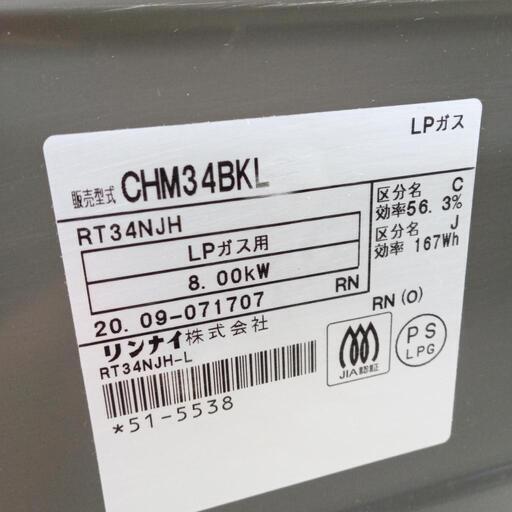 LPガス
販売型式 CHM34BKL
RT34NJH
LPガス用
8.00kW
区分名 C
効率56.3%
区分名 J
効率 167Wh
20.09-071707 RN
リンナイ株式会社
RN (O)
RT34NJH-L
*51-5538
JIA認証
PS
LPG